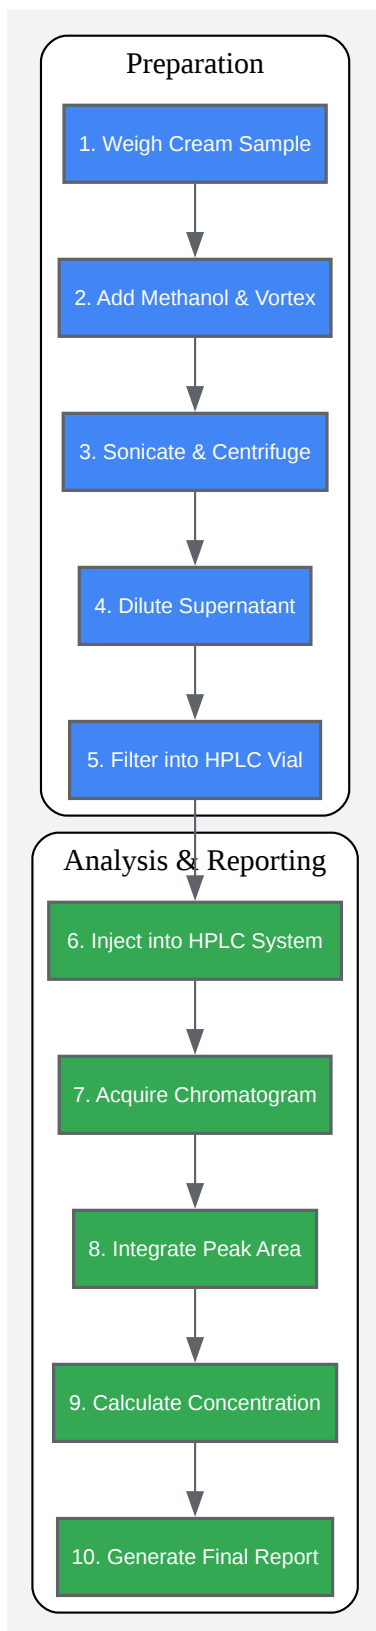 Preparation
1. Weigh Cream Sample
2. Add Methanol & Vortex
3. Sonicate & Centrifuge
4. Dilute Supernatant
5. Filter into HPLC Vial
Analysis & Reporting
6. Inject into HPLC System
7. Acquire Chromatogram
8. Integrate Peak Area
9. Calculate Concentration
10. Generate Final Report